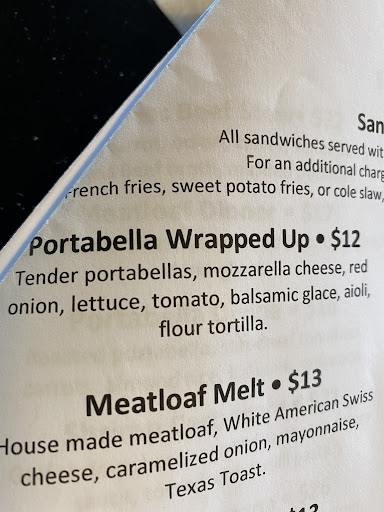 San
All sandwiches served wit
For an additional charg
French fries, sweet potato fries, or cole slaw,
Portabella Wrapped Up • $12
Tender portabellas, mozzarella cheese, red
onion, lettuce, tomato, balsamic glace, aioli,
flour tortilla.
Meatloaf Melt • $13
House made meatloaf, White American Swiss
cheese, caramelized onion, mayonnaise,
Texas Toast.